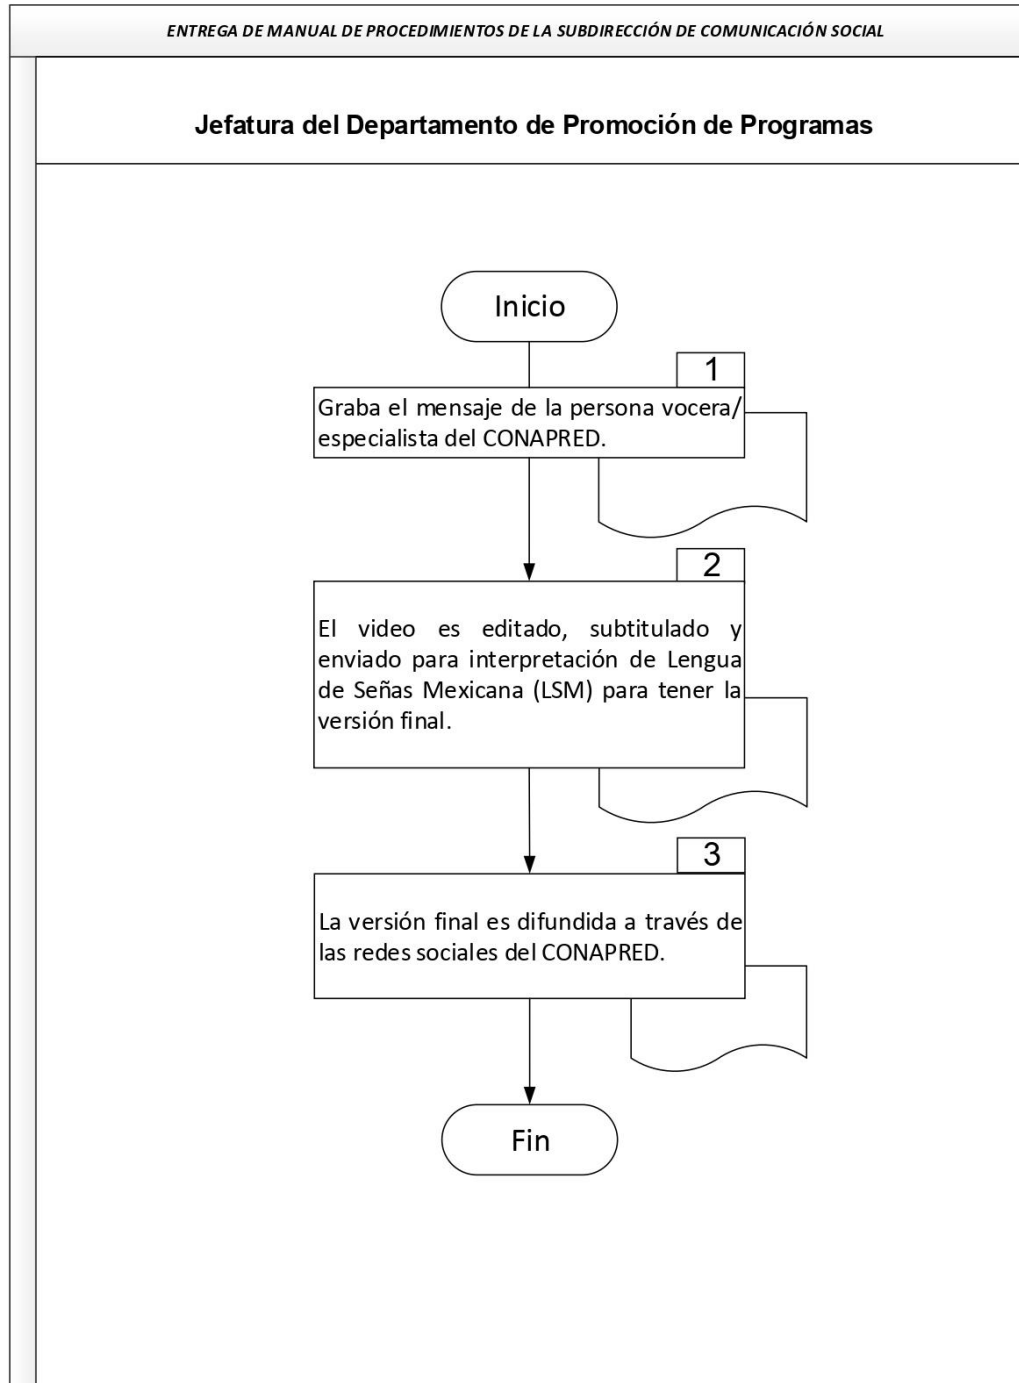 ENTREGA DE MANUAL DE PROCEDIMIENTOS DE LA SUBDIRECCIÓN DE COMUNICACIÓN SOCIAL
Jefatura del Departamento de Promoción de Programas
Inicio
1
Graba el mensaje de la persona vocera/
especialista del CONAPRED.
2
El video es editado, subtitulado y
enviado para interpretación de Lengua
de Señas Mexicana (LSM) para tener la
versión final.
3
La versión final es difundida a través de
las redes sociales del CONAPRED.
Fin